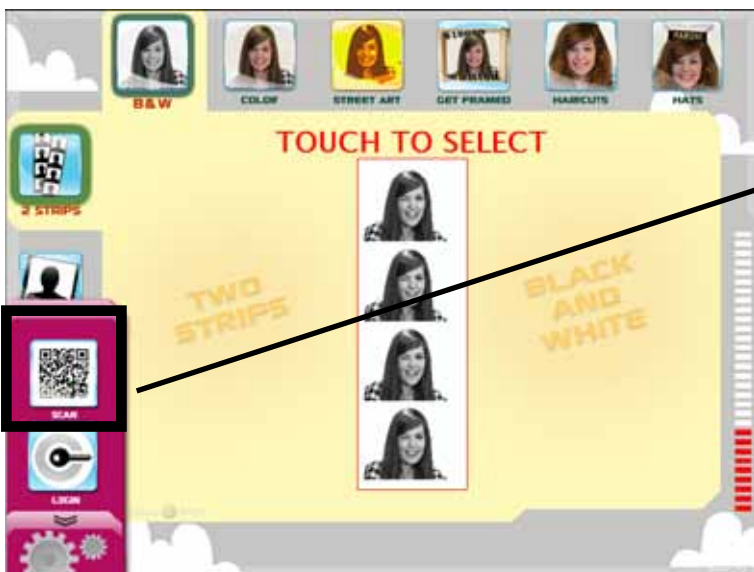 B & W
COLOR
STREET ART
GET FRAMED
HAIRCUTS
HATS
2 STRIPS
TOUCH TO SELECT
TWO
STRIPS
BLACK
AND
WHITE
SCAN
LOGIN